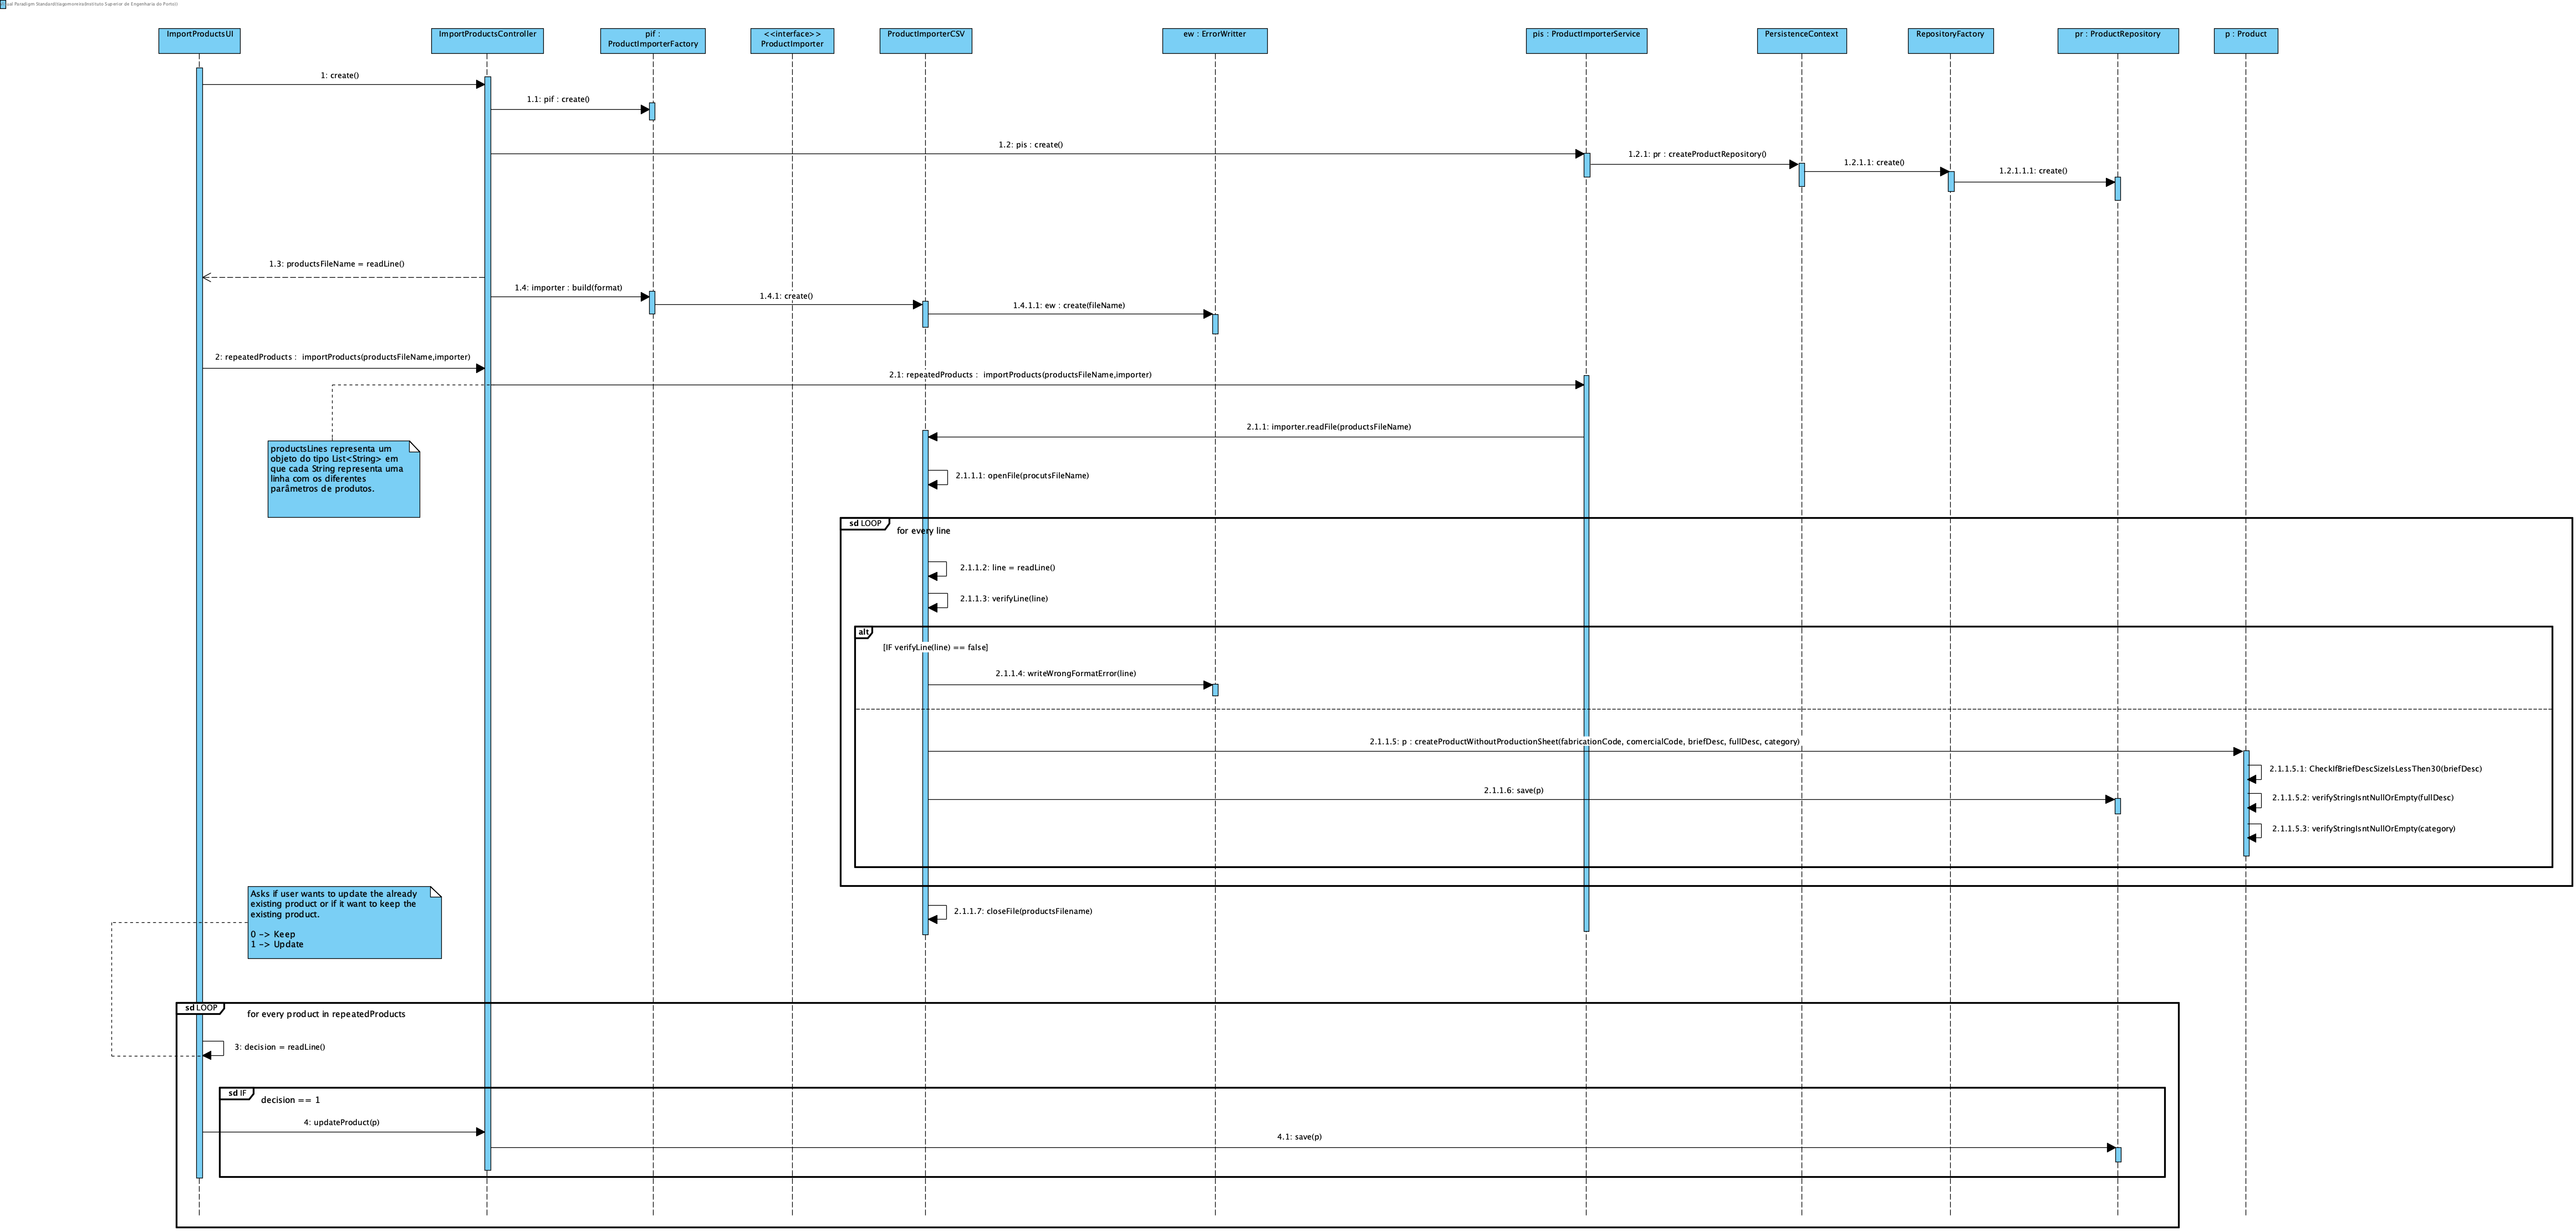 ual Paradigm Standard(tiagomoreira(Instituto Superior de Engenharia do Porto))
ImportProductsUI
ImportProductsController
pif :
ProductImporterFactory
<<interface>>
ProductImporter
ProductImporterCSV
ew : ErrorWritter
pis : ProductImporterService
PersistenceContext
RepositoryFactory
pr : ProductRepository
p : Product
1: create()
1.1: pif : create()
1.2: pis : create()
1.2.1: pr : createProductRepository()
1.2.1.1: create()
1.2.1.1.1: create()
1.3: productsFileName = readLine()
1.4: importer : build(format)
1.4.1: create()
1.4.1.1: ew : create(fileName)
2: repeatedProducts :  importProducts(productsFileName,importer)
2.1: repeatedProducts :  importProducts(productsFileName,importer)
2.1.1: importer.readFile(productsFileName)
productsLines representa um
objeto do tipo List<String> em
que cada String representa uma
linha com os diferentes
parâmetros de produtos.
2.1.1.1: openFile(procutsFileName)
sd LOOP
for every line
2.1.1.2: line = readLine()
2.1.1.3: verifyLine(line)
alt
[IF verifyLine(line) == false]
2.1.1.4: writeWrongFormatError(line)
2.1.1.5: p : createProductWithoutProductionSheet(fabricationCode, comercialCode, briefDesc, fullDesc, category)
2.1.1.5.1: CheckIfBriefDescSizeIsLessThen30(briefDesc)
2.1.1.6: save(p)
2.1.1.5.2: verifyStringIsntNullOrEmpty(fullDesc)
2.1.1.5.3: verifyStringIsntNullOrEmpty(category)
Asks if user wants to update the already
existing product or if it want to keep the
existing product.
0 -> Keep
1 -> Update
2.1.1.7: closeFile(productsFilename)
sd LOOP
for every product in repeatedProducts
3: decision = readLine()
sd IF
decision == 1
4: updateProduct(p)
4.1: save(p)